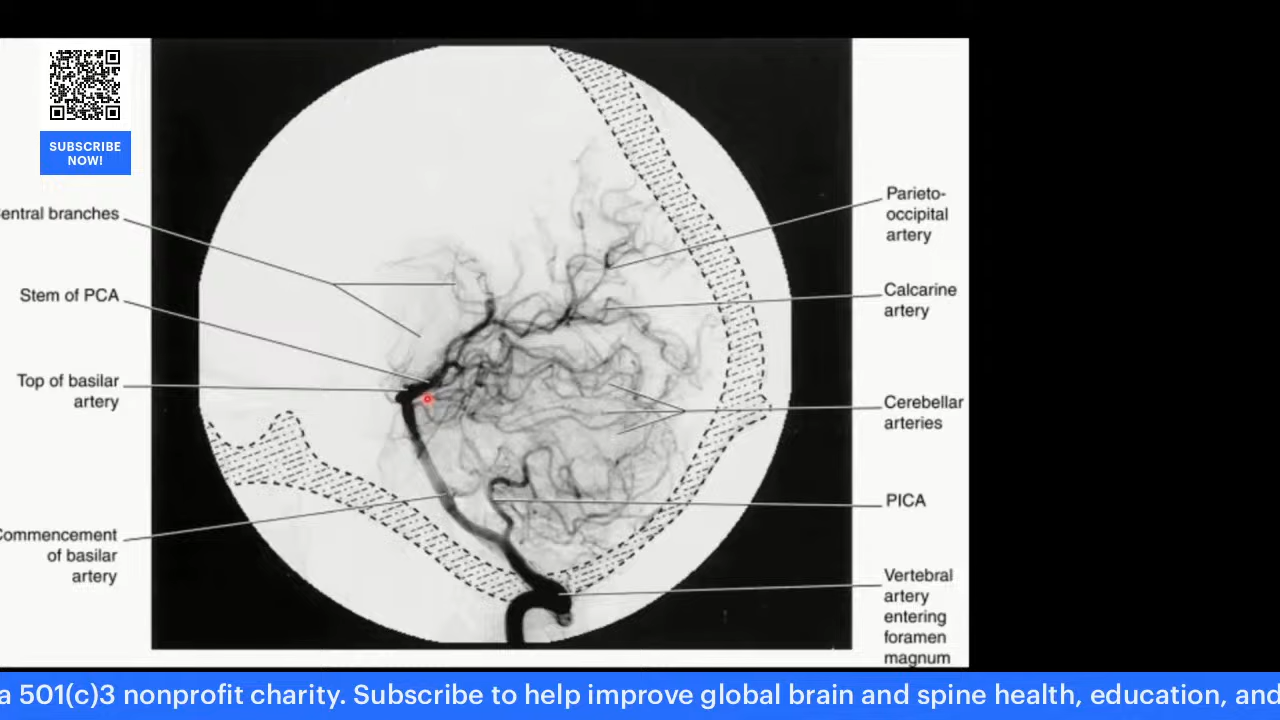 SUBSCRIBE
NOW!
entral branches
Stem of PCA
Top of basilar
artery
Commencement
of basilar
artery
Parieto-
occipital
artery
Calcarine
artery
Cerebellar
arteries
PICA
Vertebral
artery
entering
foramen
magnum
a 501(c)3 nonprofit charity. Subscribe to help improve global brain and spine health, education, and